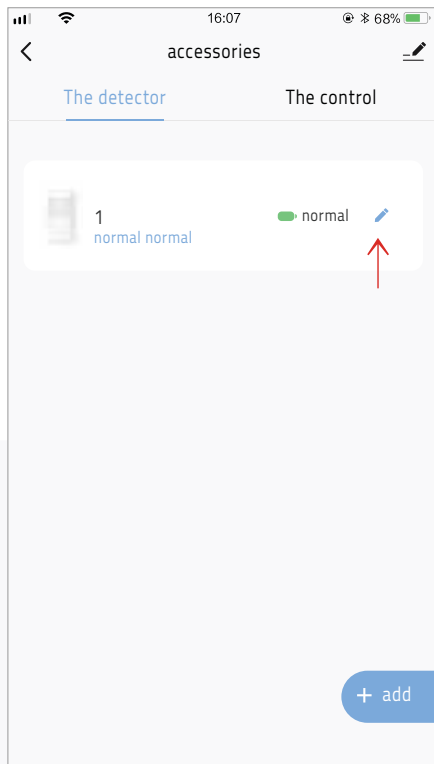 16:07
68%
accessories
The detector
The control
1
normal normal
normal
+ add